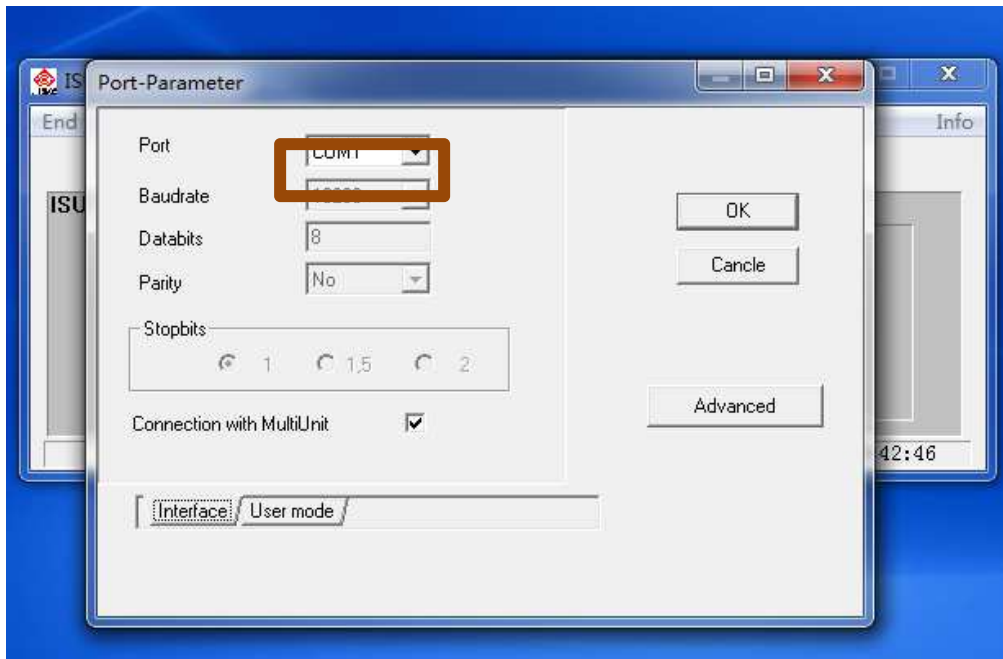 IS
Port-Parameter
End
Info
Port
COM1
ISU
Baudrate
OK
Databits
8
Cancle
Parity
No
Stopbits
1
1,5
2
Advanced
Connection with MultiUnit
42:46
Interface
User mode